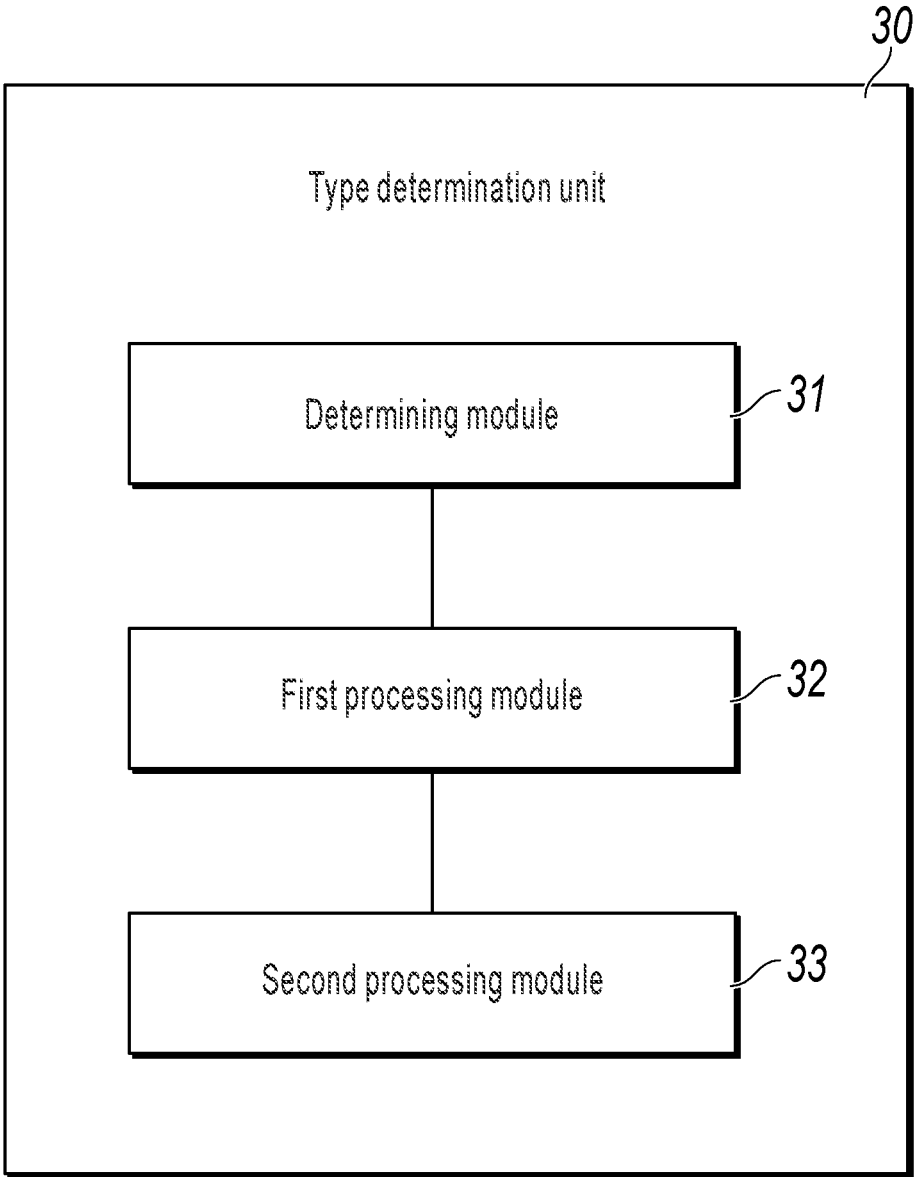 30
Type determination unit
Determining module
31
First processing module
32
Second processing module
33